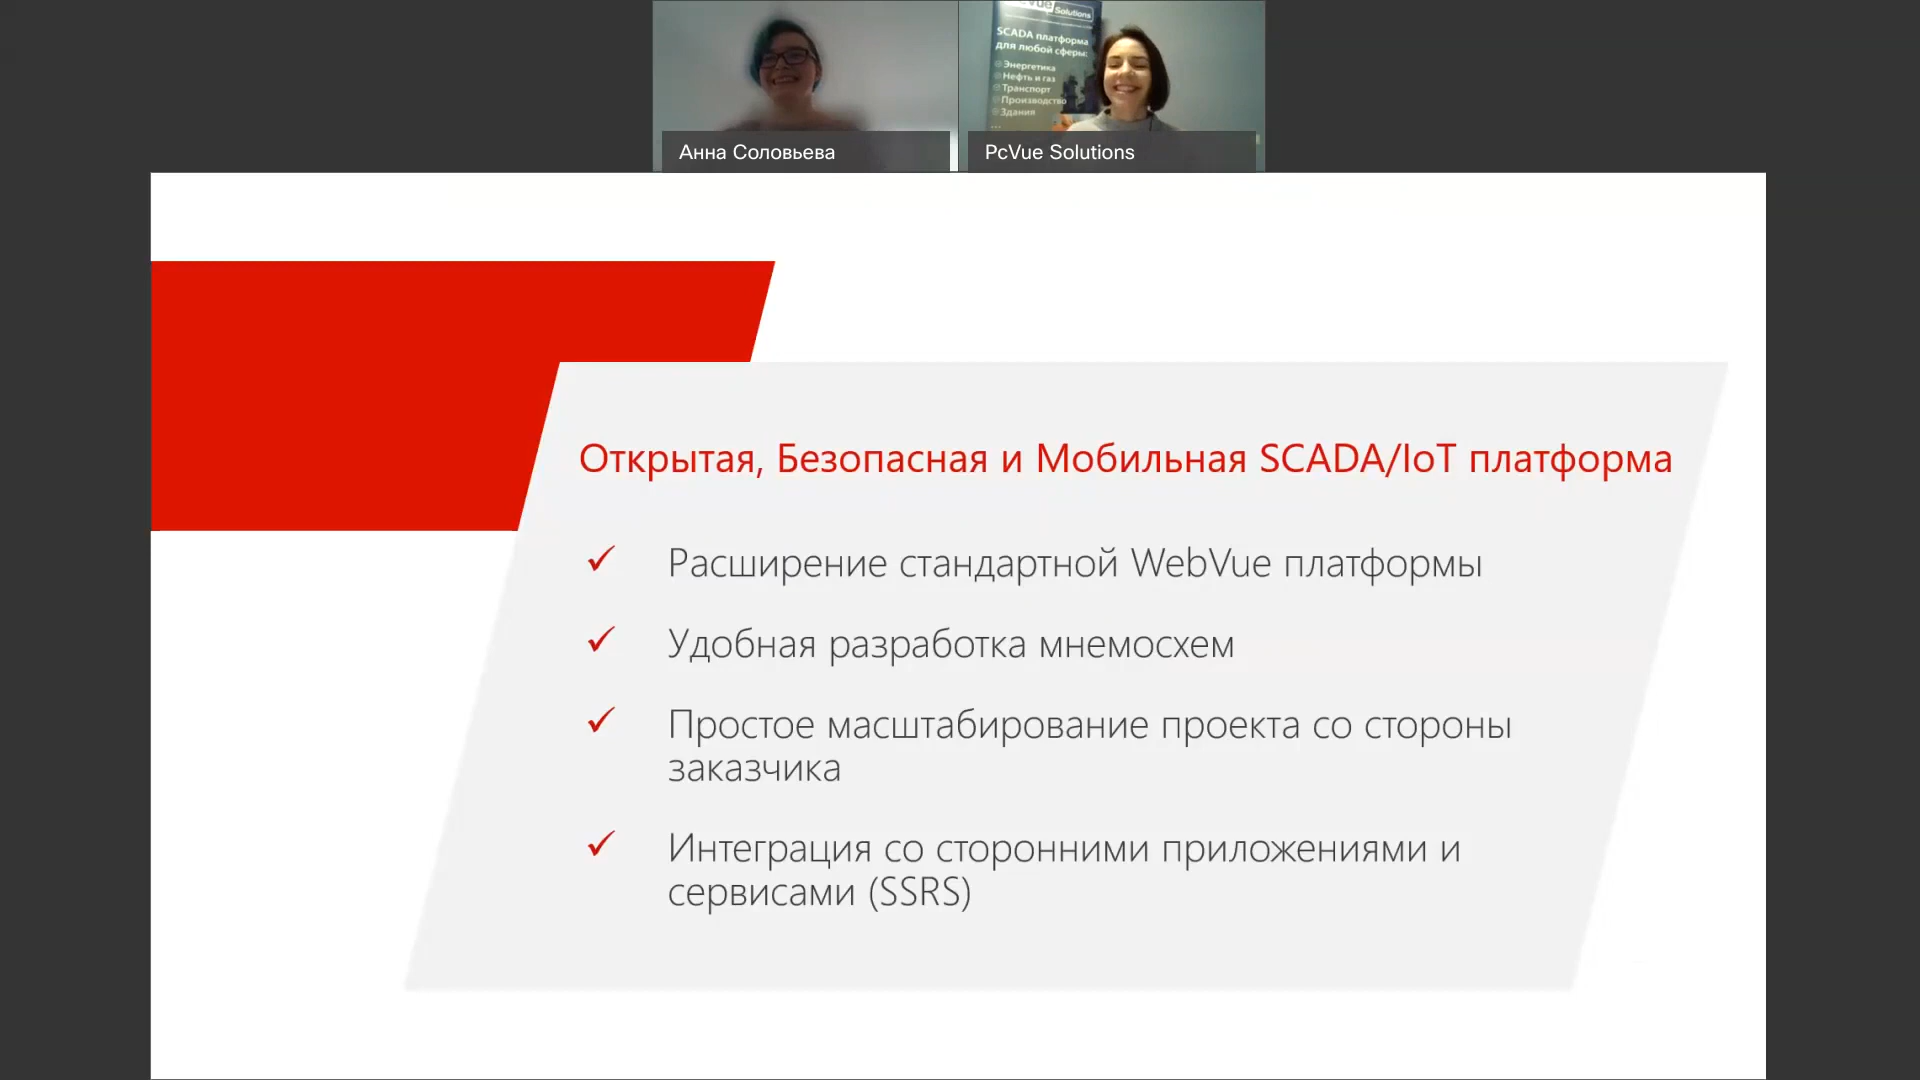 Solutions
SCADA платформа
для любой сферы:
Энергетика
Нефть и газ
Транспорт
Производство
Здания
...
Анна Соловьева
PcVue Solutions
Открытая, Безопасная и Мобильная SCADA/IoT платформа
✓ Расширение стандартной WebVue платформы
✓ Удобная разработка мнемосхем
✓ Простое масштабирование проекта со стороны
заказчика
✓ Интеграция со сторонними приложениями и
сервисами (SSRS)